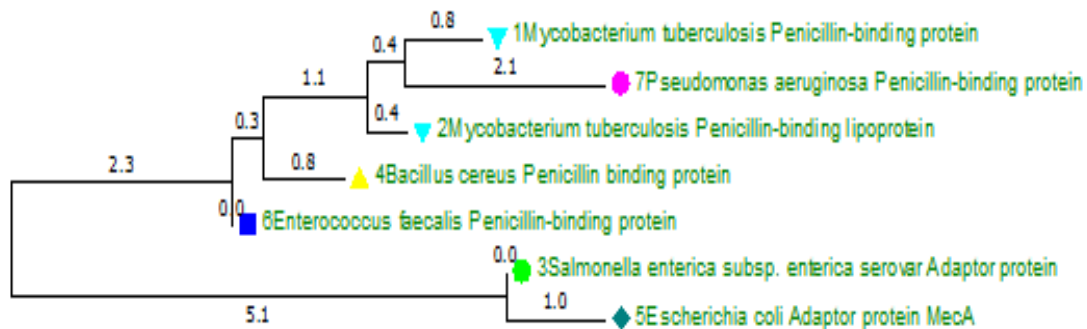 0.8
1Mycobacterium tuberculosis Penicillin-binding protein
0.4
2.1
7Pseudomonas aeruginosa Penicillin-binding protein
1.1
0.4
2Mycobacterium tuberculosis Penicillin-binding lipoprotein
0.3
0.8
4Bacillus cereus Penicillin binding protein
2.3
0.0
6Enterococcus faecalis Penicillin-binding protein
0.0
3Salmonella enterica subsp. enterica serovar Adaptor protein
5.1
1.0
5Escherichia coli Adaptor protein MecA